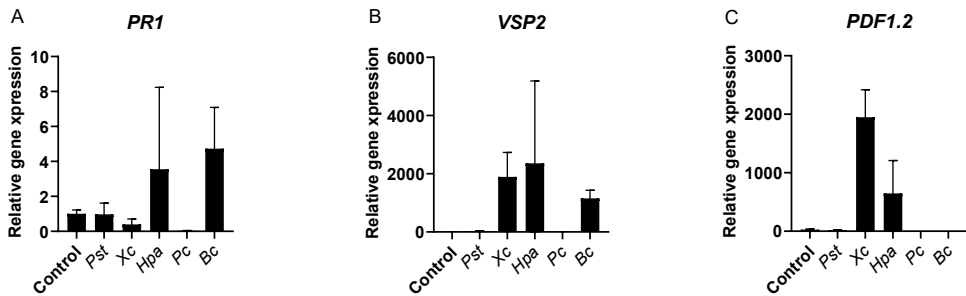 A
PR1
Relative gene xpression
10
8
6
4
2
0
Control
Pst
Xc
Hpa
Pc
Bc
B
VSP2
Relative gene xpression
6000
4000
2000
0
Control
Pst
Xc
Hpa
Pc
Bc
C
PDF1.2
Relative gene xpression
3000
2000
1000
0
Control
Pst
Xc
Hpa
Pc
Bc